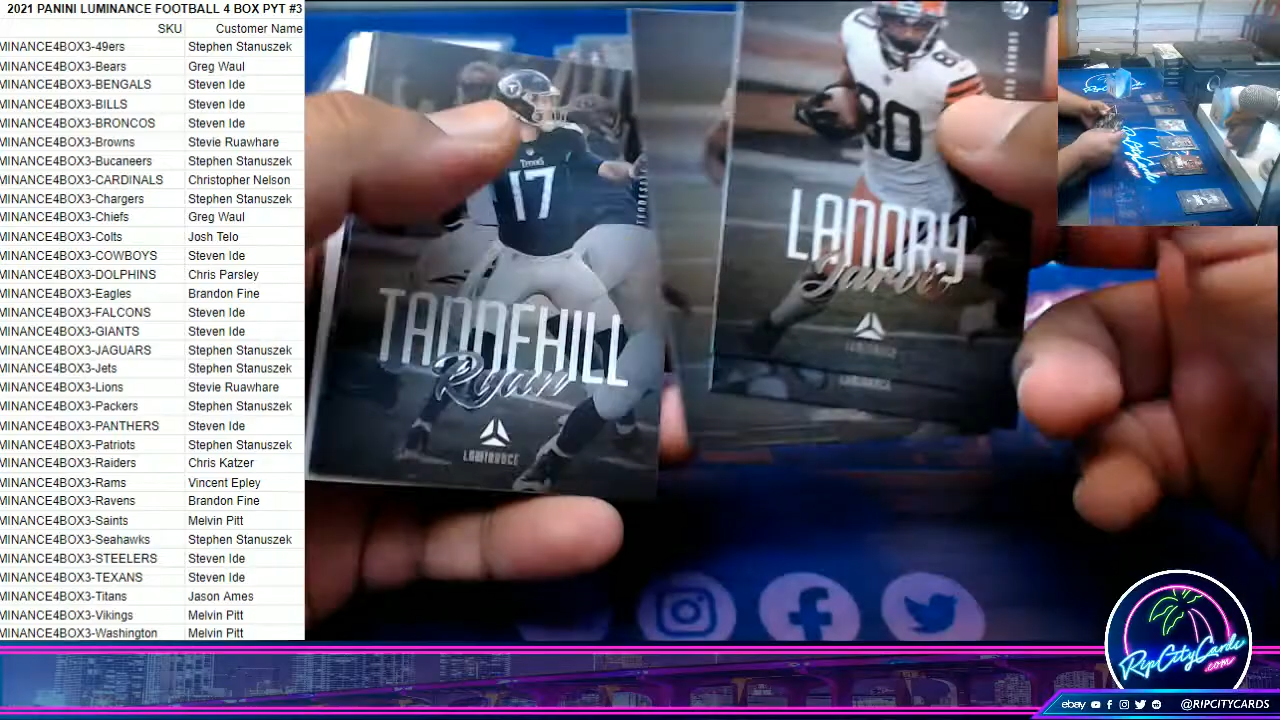 2021 PANINI LUMINANCE FOOTBALL 4 BOX PYT #3
SKU Customer Name
MINANCE4BOX3-49ers Stephen Stanuszek
MINANCE4BOX3-Bears Greg Waul
MINANCE4BOX3-BENGALS Steven Ide
MINANCE4BOX3-BILLS Steven Ide
MINANCE4BOX3-BRONCOS Steven Ide
MINANCE4BOX3-Browns Stevie Ruawhare
MINANCE4BOX3-Bucaneers Stephen Stanuszek
MINANCE4BOX3-CARDINALS Christopher Nelson
MINANCE4BOX3-Chargers Stephen Stanuszek
MINANCE4BOX3-Chiefs Greg Waul
MINANCE4BOX3-Colts Josh Telo
MINANCE4BOX3-COWBOYS Steven Ide
MINANCE4BOX3-DOLPHINS Chris Parsley
MINANCE4BOX3-Eagles Brandon Fine
MINANCE4BOX3-FALCONS Steven Ide
MINANCE4BOX3-GIANTS Steven Ide
MINANCE4BOX3-JAGUARS Stephen Stanuszek
MINANCE4BOX3-Jets Stephen Stanuszek
MINANCE4BOX3-Lions Stevie Ruawhare
MINANCE4BOX3-Packers Stephen Stanuszek
MINANCE4BOX3-PANTHERS Steven Ide
MINANCE4BOX3-Patriots Stephen Stanuszek
MINANCE4BOX3-Raiders Chris Katzer
MINANCE4BOX3-Rams Vincent Epley
MINANCE4BOX3-Ravens Brandon Fine
MINANCE4BOX3-Saints Melvin Pitt
MINANCE4BOX3-Seahawks Stephen Stanuszek
MINANCE4BOX3-STEELERS Steven Ide
MINANCE4BOX3-TEXANS Steven Ide
MINANCE4BOX3-Titans Jason Ames
MINANCE4BOX3-Vikings Melvin Pitt
MINANCE4BOX3-Washington Melvin Pitt
TITANS
17
TANNEHILL
Ryan
LUMINANCE
80
80
LANDRY
Jarvis
LUMINANCE
LUMINANCE
RipCityCards
.com
ebay @RIPCITYCARDS